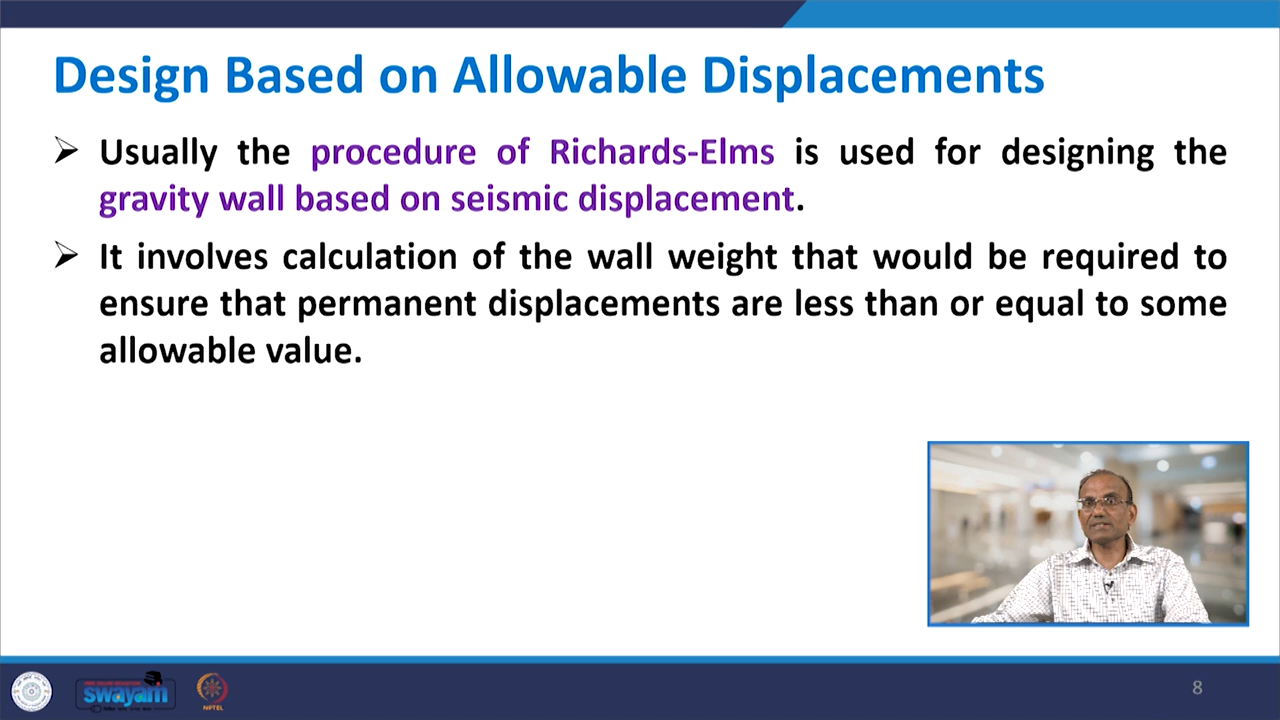 Design Based on Allowable Displacements
Usually the procedure of Richards-Elms is used for designing the
gravity wall based on seismic displacement.
It involves calculation of the wall weight that would be required to
ensure that permanent displacements are less than or equal to some
allowable value.
swayam
NPTEL
8